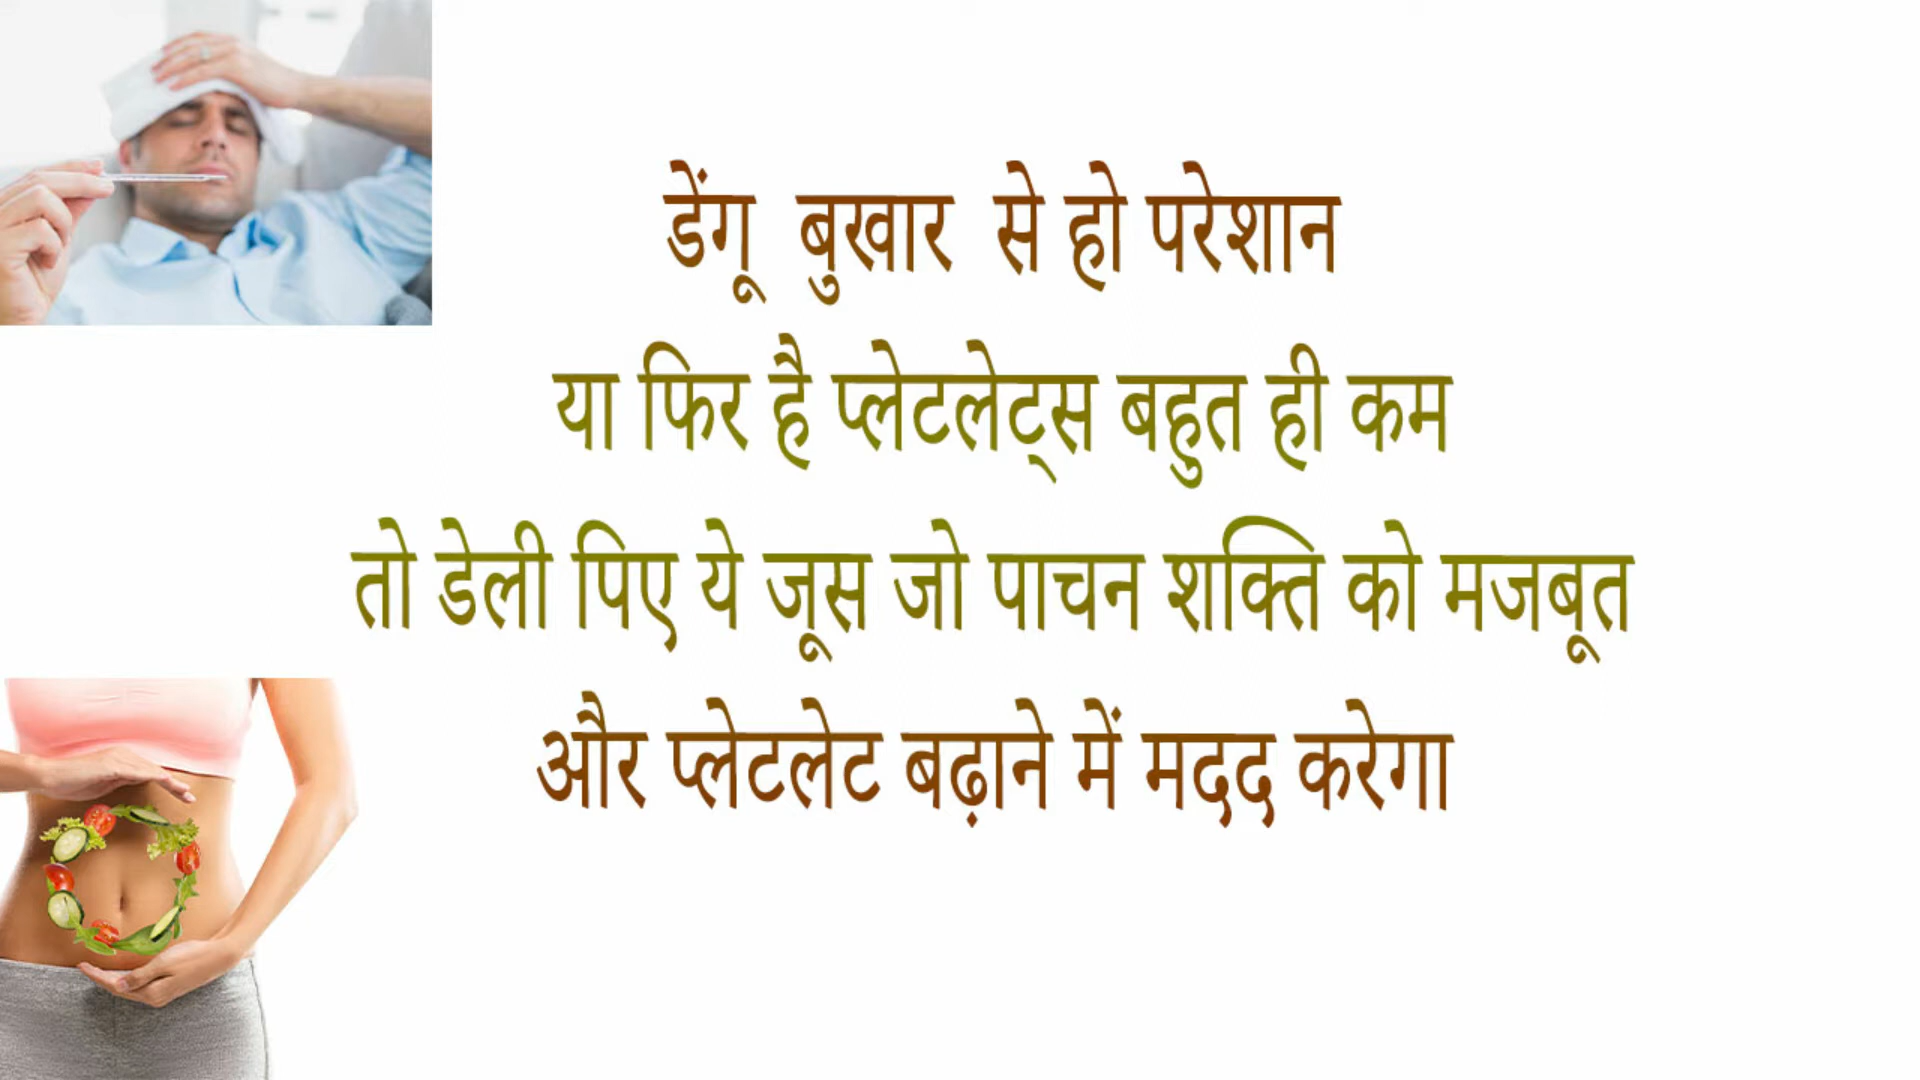 डेंगू बुखार से हो परेशान
या फिर है प्लेटलेट्स बहुत ही कम
तो डेली पिए ये जूस जो पाचन शक्ति को मजबूत
और प्लेटलेट बढ़ाने में मदद करेगा